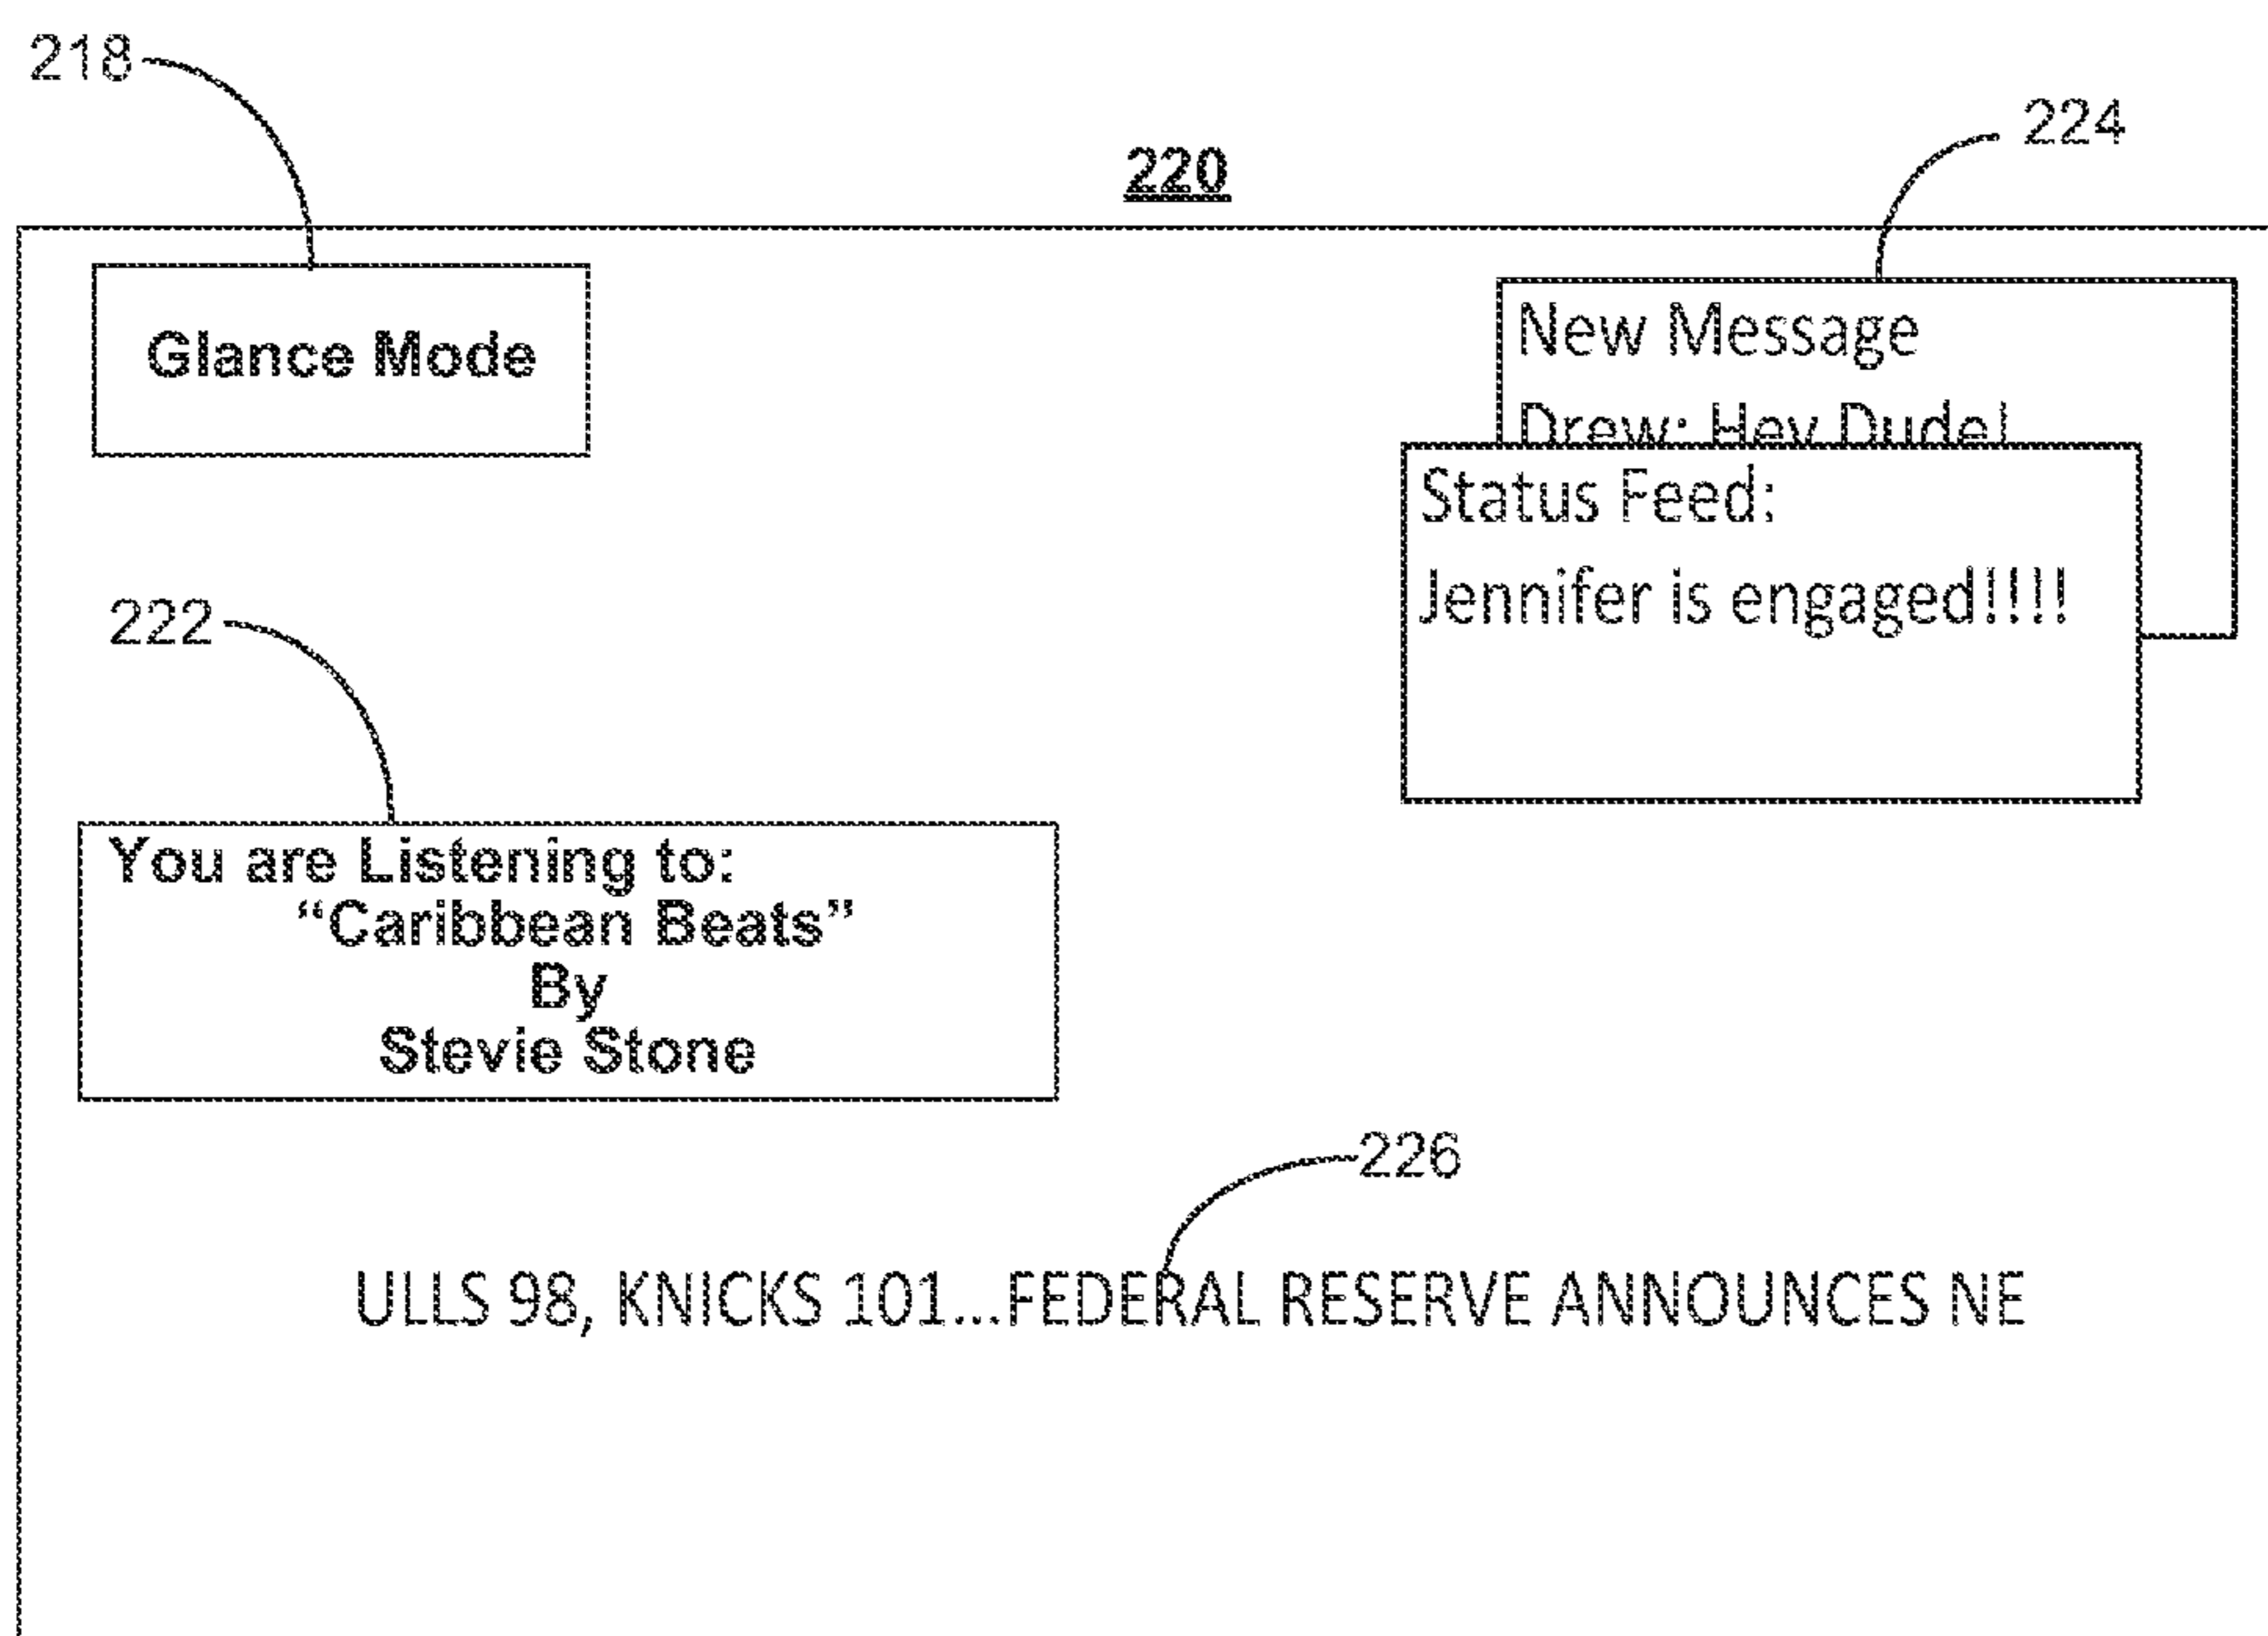 218
224
220
Glance Mode
New Message
Drew: Hey Dude!
Status Feed:
Jennifer is engaged!!!!
222
You are Listening to:
“Caribbean Beats”
By
Stevie Stone
226
ULLS 98, KNICKS 101...FEDERAL RESERVE ANNOUNCES NE